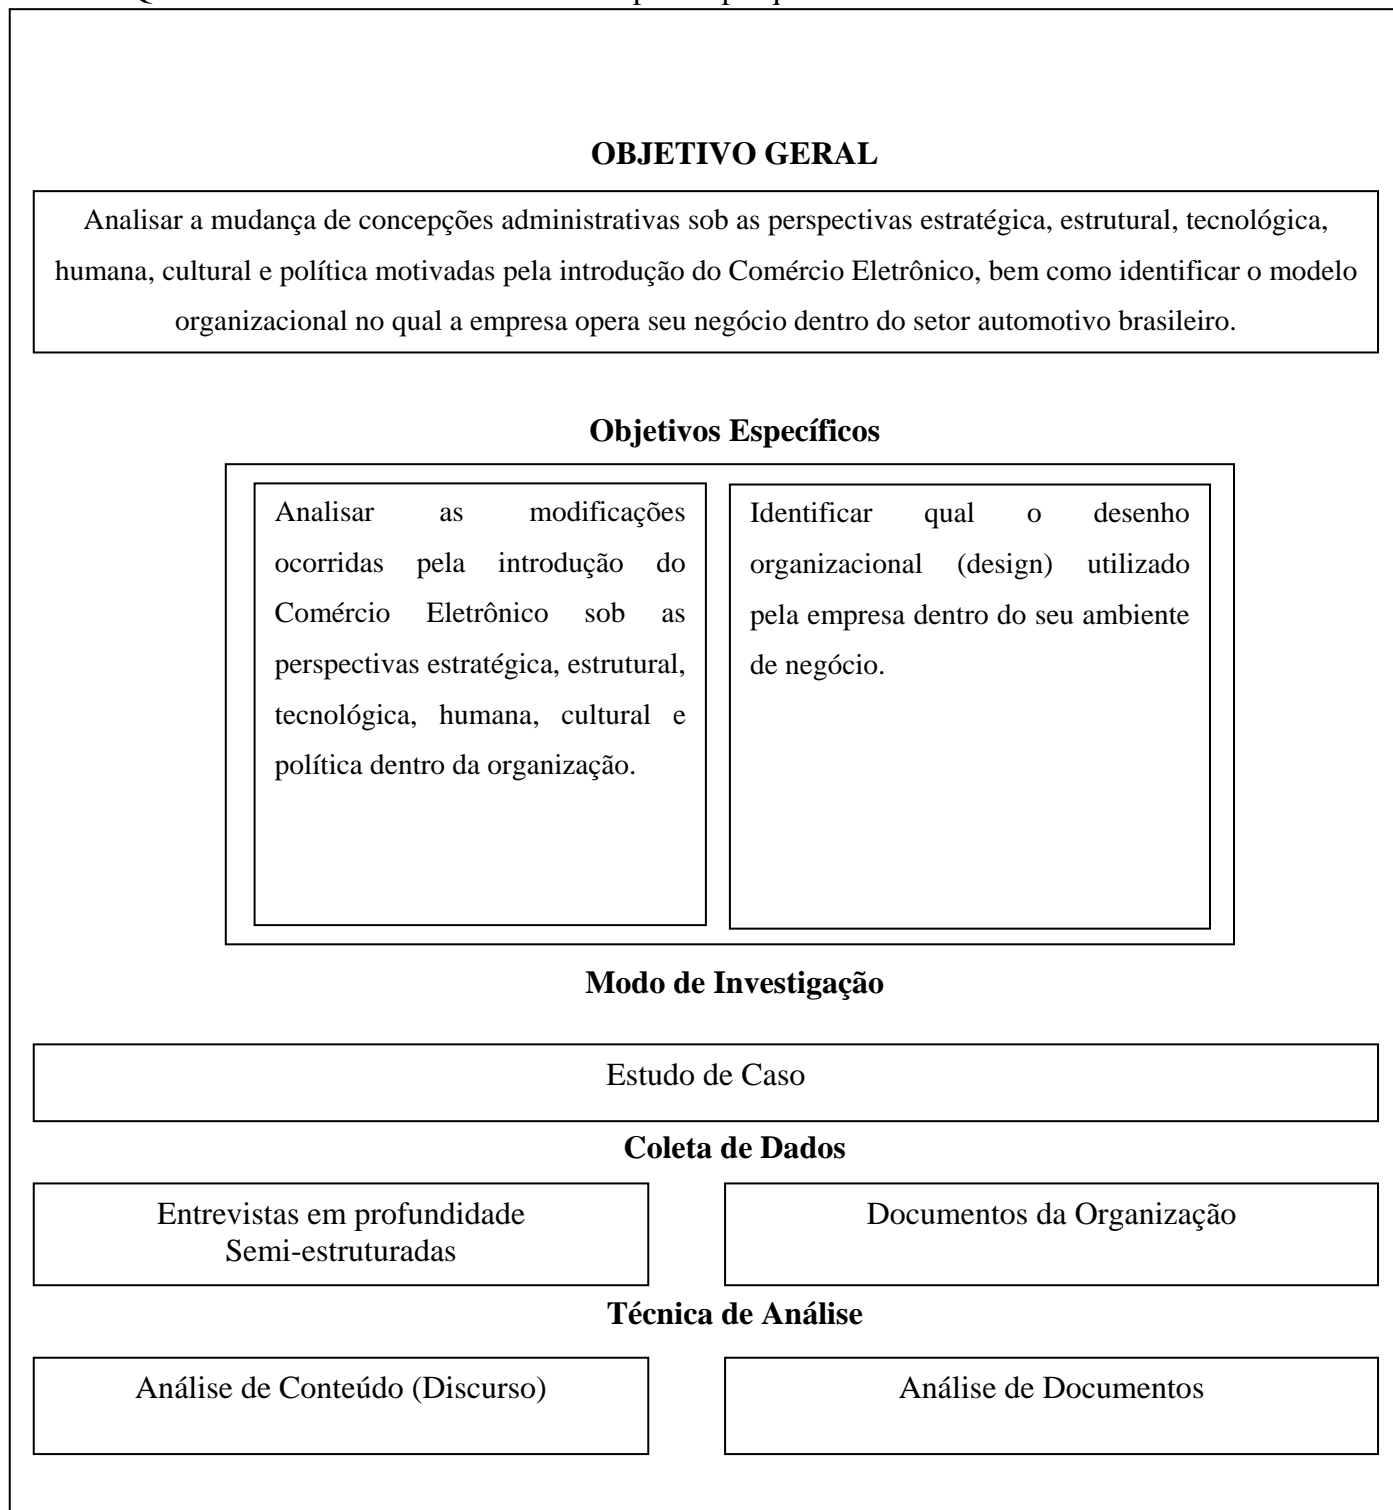 OBJETIVO GERAL
Analisar a mudança de concepções administrativas sob as perspectivas estratégica, estrutural, tecnológica,
humana, cultural e política motivadas pela introdução do Comércio Eletrônico, bem como identificar o modelo
organizacional no qual a empresa opera seu negócio dentro do setor automotivo brasileiro.
Objetivos Específicos
Analisar as modificações
ocorridas pela introdução do
Comércio Eletrônico sob as
perspectivas estratégica, estrutural,
tecnológica, humana, cultural e
política dentro da organização.
Identificar qual o desenho
organizacional (design) utilizado
pela empresa dentro do seu ambiente
de negócio.
Modo de Investigação
Estudo de Caso
Coleta de Dados
Entrevistas em profundidade
Semi-estruturadas
Documentos da Organização
Técnica de Análise
Análise de Conteúdo (Discurso)
Análise de Documentos